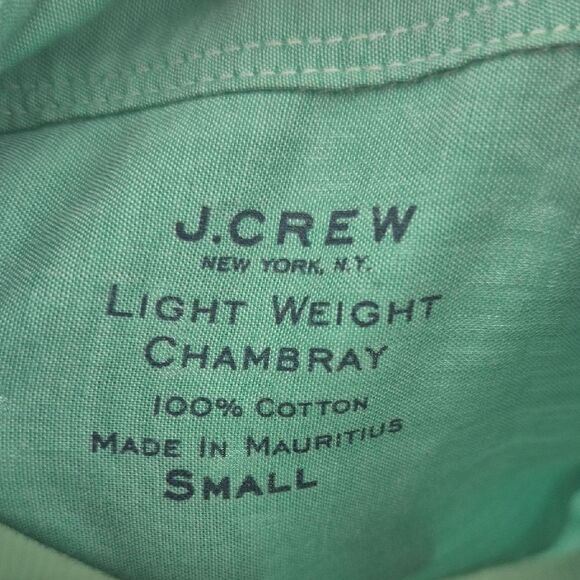 J.CREW
NEW YORK, N.Y.
LIGHT WEIGHT
CHAMBRAY
100% COTTON
MADE IN MAURITIUS
SMALL